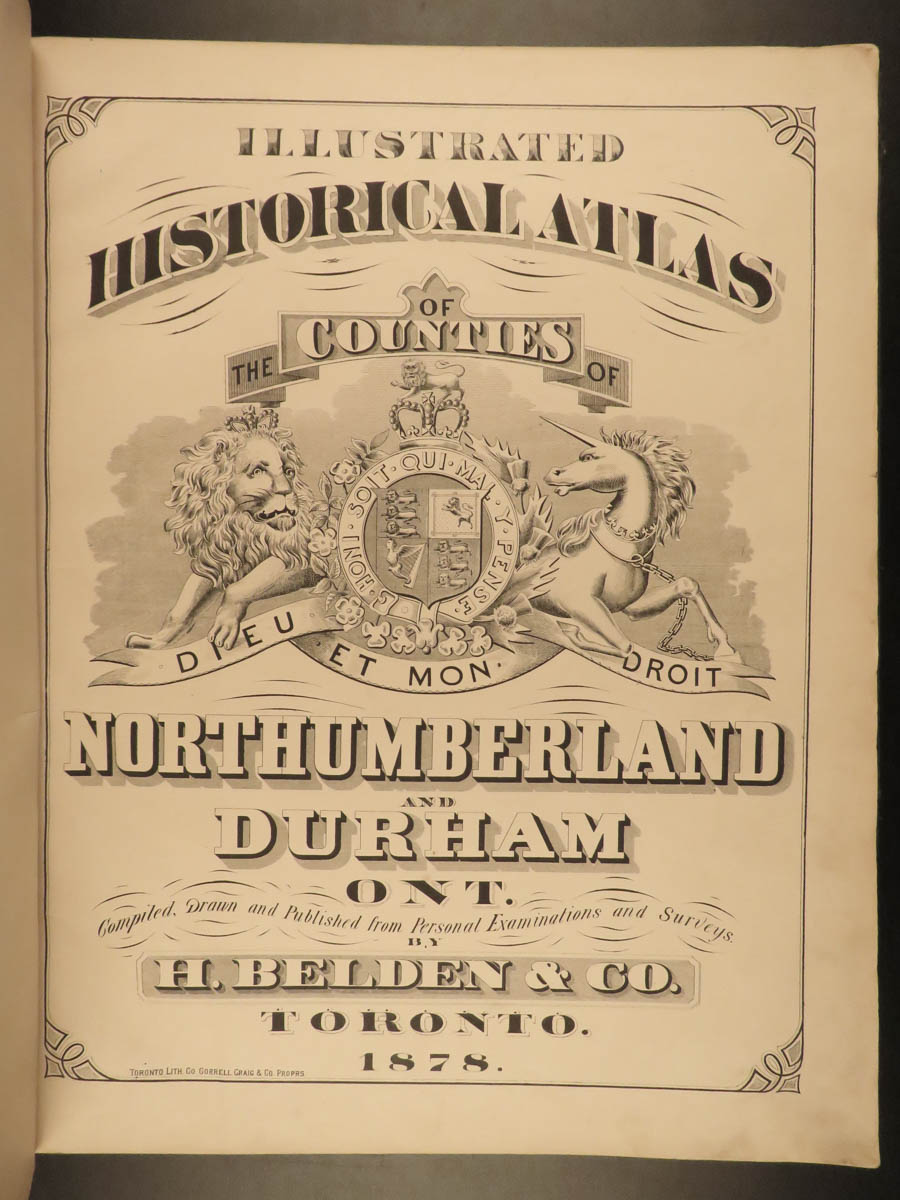 ILLUSTRATED
HISTORICAL ATLAS
OF
THE COUNTIES OF
HONI · SOIT · QUI · MAL · Y · PENSE ·
DIEU · ET MON · DROIT
NORTHUMBERLAND
AND
DURHAM
ONT.
Compiled, Drawn and Published from Personal Examinations and Surveys.
BY
H. BELDEN & CO.
TORONTO.
1878.
TORONTO LITH. CO. GORRELL, CRAIG & CO. PROPRS